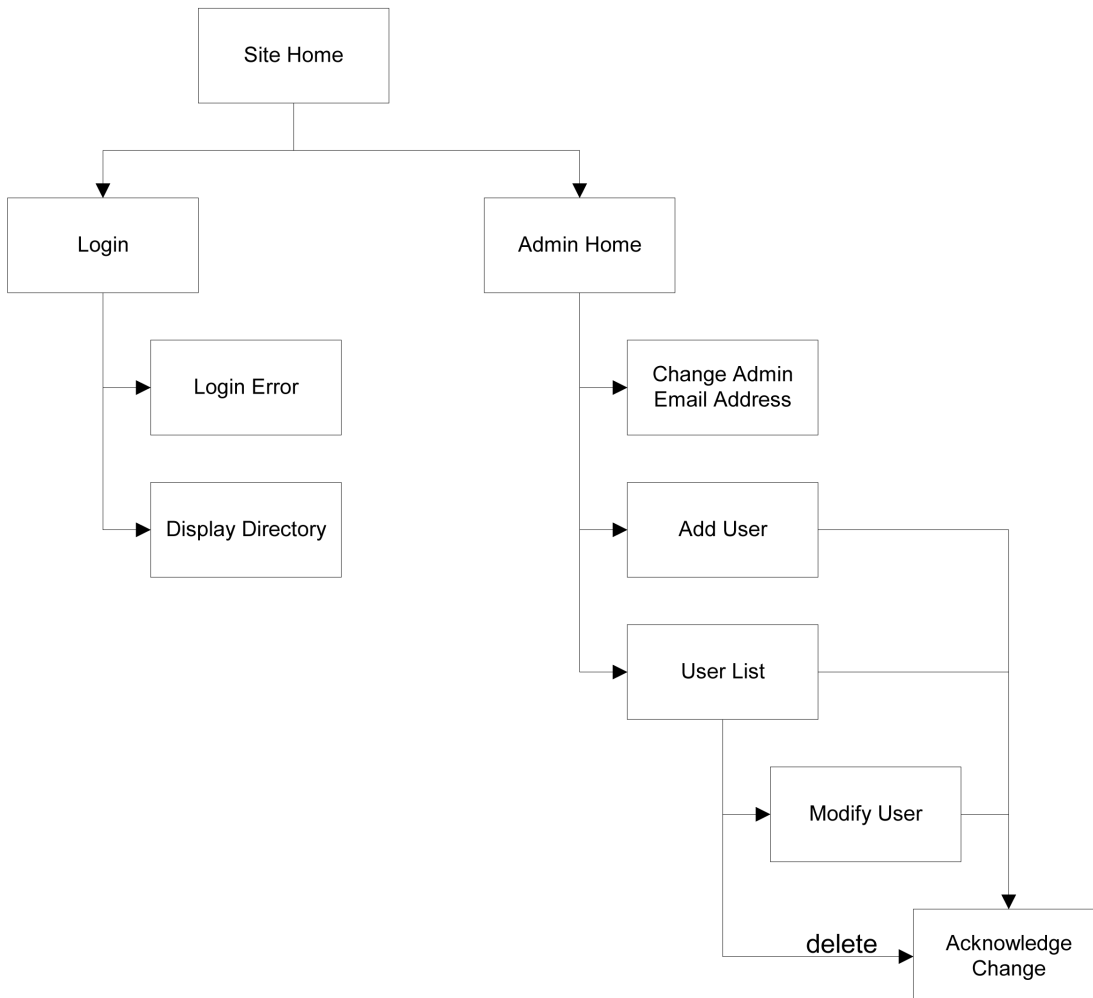 Site Home
Login
Admin Home
Login Error
Change Admin
Email Address
Display Directory
Add User
User List
Modify User
delete
Acknowledge
Change